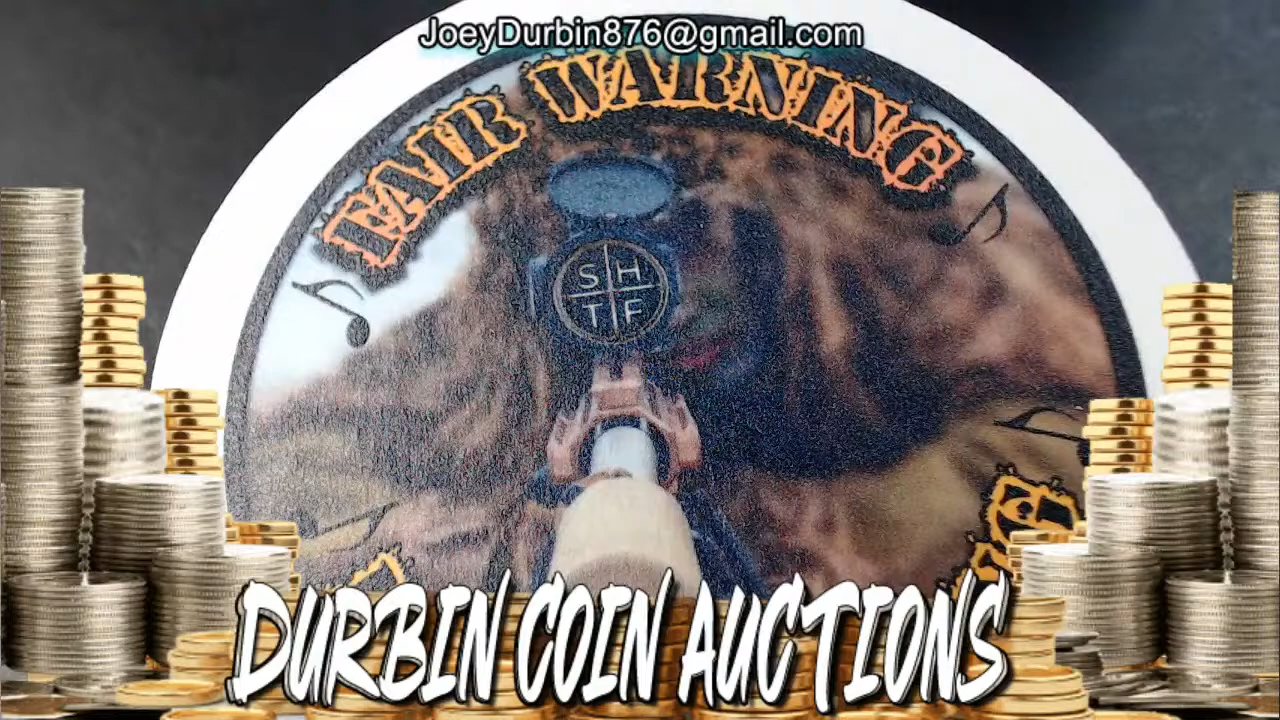 JoeyDurbin876@gmail.com
FAIR WARNING
S H
T F
DURBIN COIN AUCTIONS